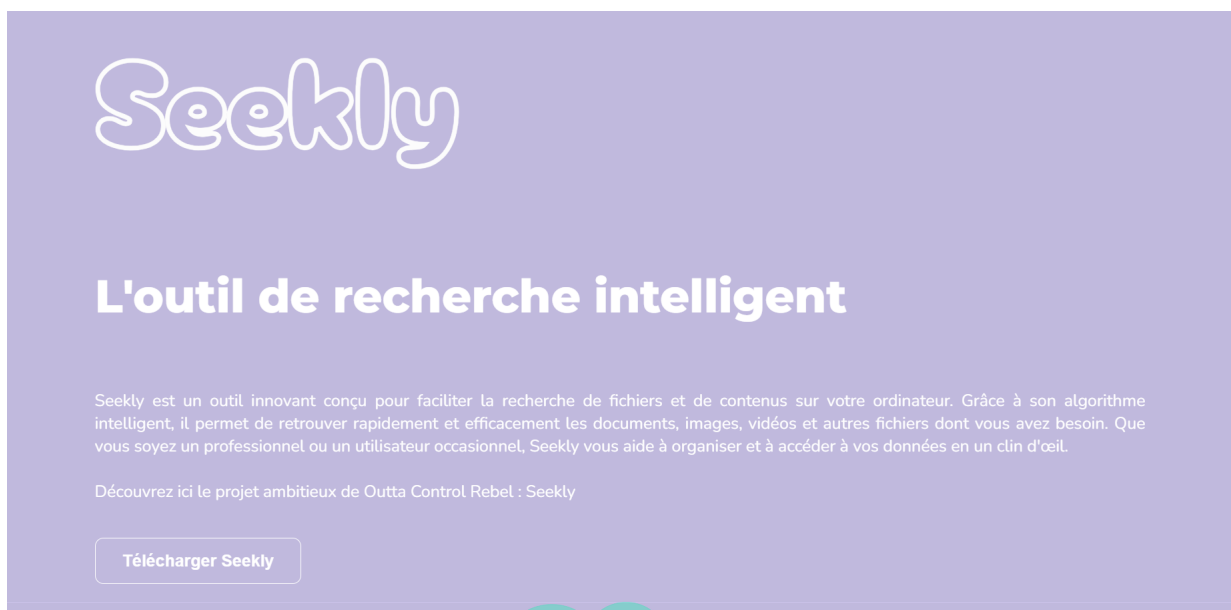 Seekly
L'outil de recherche intelligent
Seekly est un outil innovant conçu pour faciliter la recherche de fichiers et de contenus sur votre ordinateur. Grâce à son algorithme
intelligent, il permet de retrouver rapidement et efficacement les documents, images, vidéos et autres fichiers dont vous avez besoin. Que
vous soyez un professionnel ou un utilisateur occasionnel, Seekly vous aide à organiser et à accéder à vos données en un clin d'œil.
Découvrez ici le projet ambitieux de Outta Control Rebel : Seekly
Télécharger Seekly